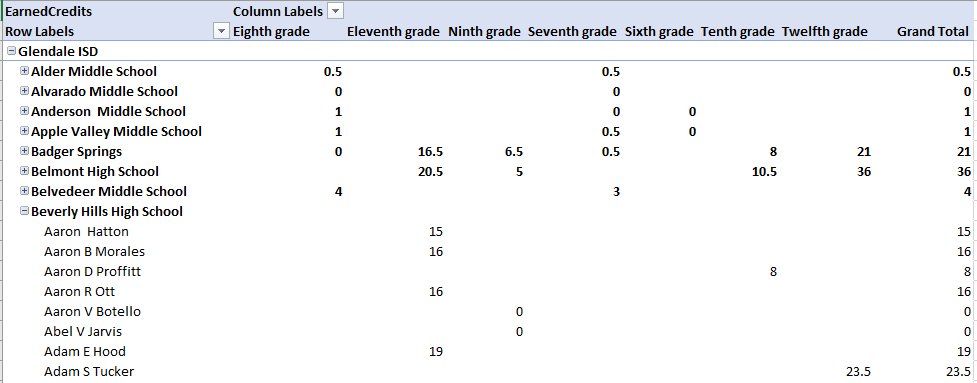 EarnedCredits Column Labels
Row Labels Eighth grade Eleventh grade Ninth grade Seventh grade Sixth grade Tenth grade Twelfth grade Grand Total
Glendale ISD
Alder Middle School 0.5 0.5 0.5
Alvarado Middle School 0 0 0
Anderson  Middle School 1 0 0 1
Apple Valley Middle School 1 0.5 0 1
Badger Springs 0 16.5 6.5 0.5 8 21 21
Belmont High School 20.5 5 10.5 36 36
Belvedeer Middle School 4 3 4
Beverly Hills High School
Aaron  Hatton 15 15
Aaron B Morales 16 16
Aaron D Proffitt 8 8
Aaron R Ott 16 16
Aaron V Botello 0 0
Abel V Jarvis 0 0
Adam E Hood 19 19
Adam S Tucker 23.5 23.5